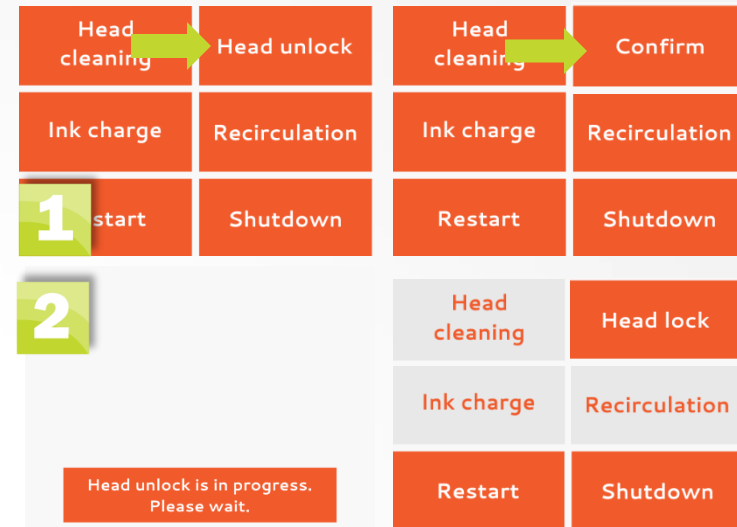 Head
cleaning
Head unlock
Ink charge
Recirculation
1
start
Shutdown
Head
cleaning
Confirm
Ink charge
Recirculation
Restart
Shutdown
2
Head unlock is in progress.
Please wait.
Head
cleaning
Head lock
Ink charge
Recirculation
Restart
Shutdown